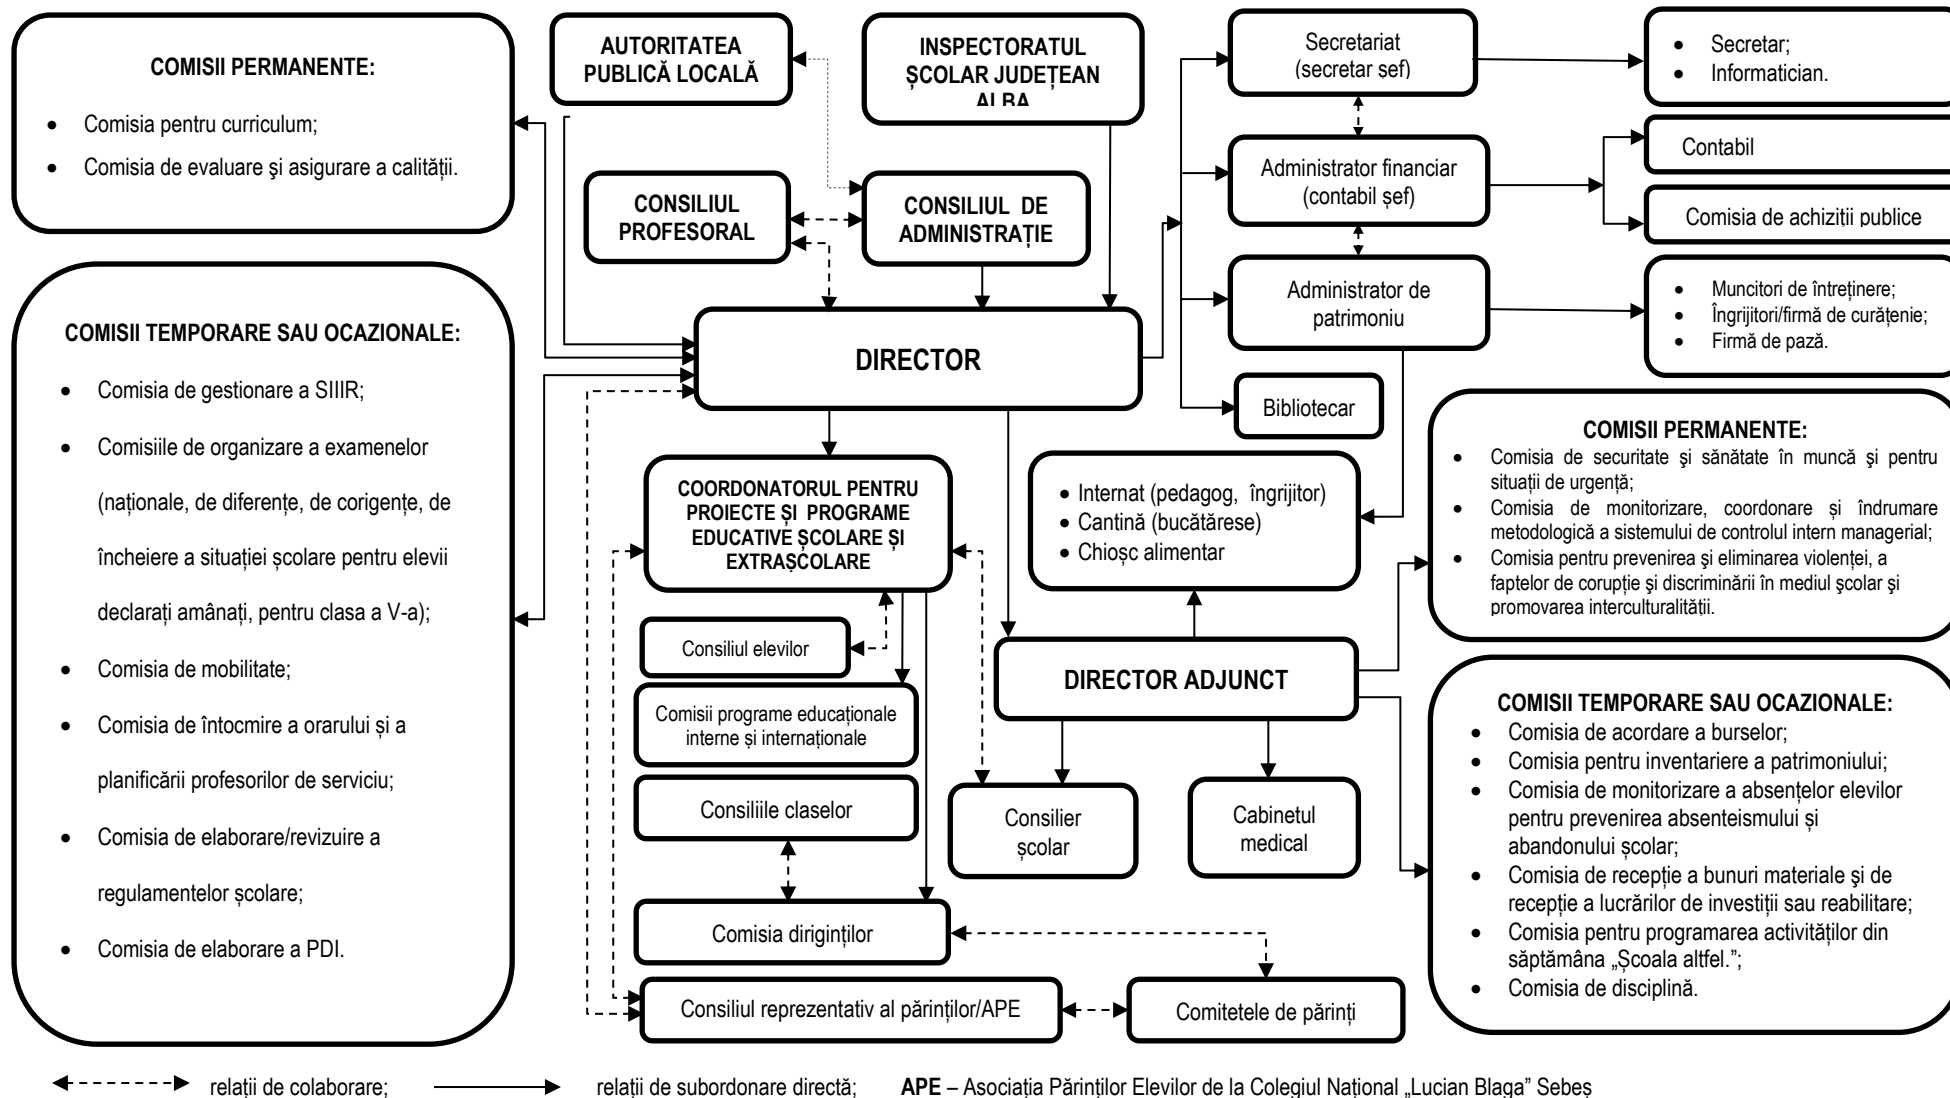 COMISII PERMANENTE:
• Comisia pentru curriculum;
• Comisia de evaluare şi asigurare a calității.
AUTORITATEA
PUBLICĂ LOCALĂ
INSPECTORATUL
ȘCOLAR JUDEȚEAN
ALBA
Secretariat
(secretar șef)
• Secretar;
• Informatician.
CONSILIUL
PROFESORAL
CONSILIUL DE
ADMINISTRAȚIE
Administrator financiar
(contabil șef)
Contabil
Comisia de achiziții publice
Administrator de
patrimoniu
• Muncitori de întreținere;
• Îngrijitori/firmă de curățenie;
• Firmă de pază.
DIRECTOR
Bibliotecar
COMISII TEMPORARE SAU OCAZIONALE:
• Comisia de gestionare a SIIIR;
• Comisiile de organizare a examenelor
(naționale, de diferențe, de corigențe, de
încheiere a situației școlare pentru elevii
declarați amânați, pentru clasa a V-a);
• Comisia de mobilitate;
• Comisia de întocmire a orarului și a
planificării profesorilor de serviciu;
• Comisia de elaborare/revizuire a
regulamentelor școlare;
• Comisia de elaborare a PDI.
COORDONATORUL PENTRU
PROIECTE ȘI PROGRAME
EDUCATIVE ȘCOLARE ȘI
EXTRAȘCOLARE
• Internat (pedagog, îngrijitor)
• Cantină (bucătărese)
• Chioșc alimentar
COMISII PERMANENTE:
• Comisia de securitate şi sănătate în muncă şi pentru
situații de urgență;
• Comisia de monitorizare, coordonare și îndrumare
metodologică a sistemului de controlul intern managerial;
• Comisia pentru prevenirea şi eliminarea violenței, a
faptelor de corupție şi discriminării în mediul şcolar şi
promovarea interculturalității.
Consiliul elevilor
DIRECTOR ADJUNCT
Comisii programe educaționale
interne și internaționale
Consiliile claselor
Consilier
școlar
Cabinetul
medical
COMISII TEMPORARE SAU OCAZIONALE:
• Comisia de acordare a burselor;
• Comisia pentru inventariere a patrimoniului;
• Comisia de monitorizare a absențelor elevilor
pentru prevenirea absenteismului și
abandonului școlar;
• Comisia de recepție a bunuri materiale şi de
recepție a lucrărilor de investiții sau reabilitare;
• Comisia pentru programarea activităților din
săptămâna „Școala altfel.”;
• Comisia de disciplină.
Comisia diriginților
Consiliul reprezentativ al părinților/APE
Comitetele de părinți
relații de colaborare;
relații de subordonare directă;
APE – Asociația Părinților Elevilor de la Colegiul Național „Lucian Blaga” Sebeș